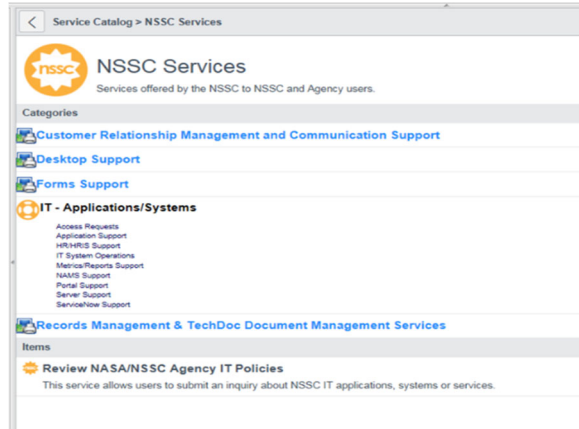 Service Catalog > NSSC Services
nssc
NSSC Services
Services offered by the NSSC to NSSC and Agency users.
Categories
Customer Relationship Management and Communication Support
Desktop Support
Forms Support
IT - Applications/Systems
Access Requests
Application Support
HR/HRIS Support
IT System Operations
Metrics/Reports Support
NAMS Support
Portal Support
Server Support
ServiceNow Support
Records Management & TechDoc Document Management Services
Items
Review NASA/NSSC Agency IT Policies
This service allows users to submit an inquiry about NSSC IT applications, systems or services.